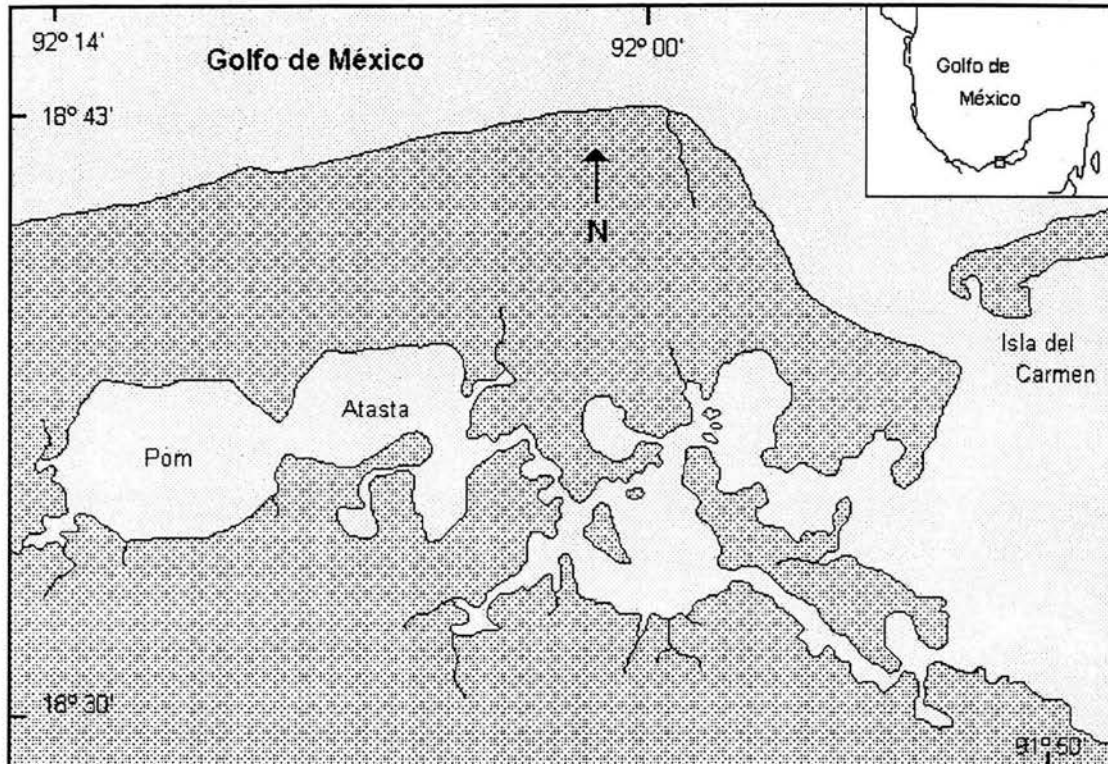 92° 14'
92° 00'
Golfo de México
18° 43'
Golfo de
México
N
Isla del
Carmen
Atasta
Pom
18° 30'
91° 50'